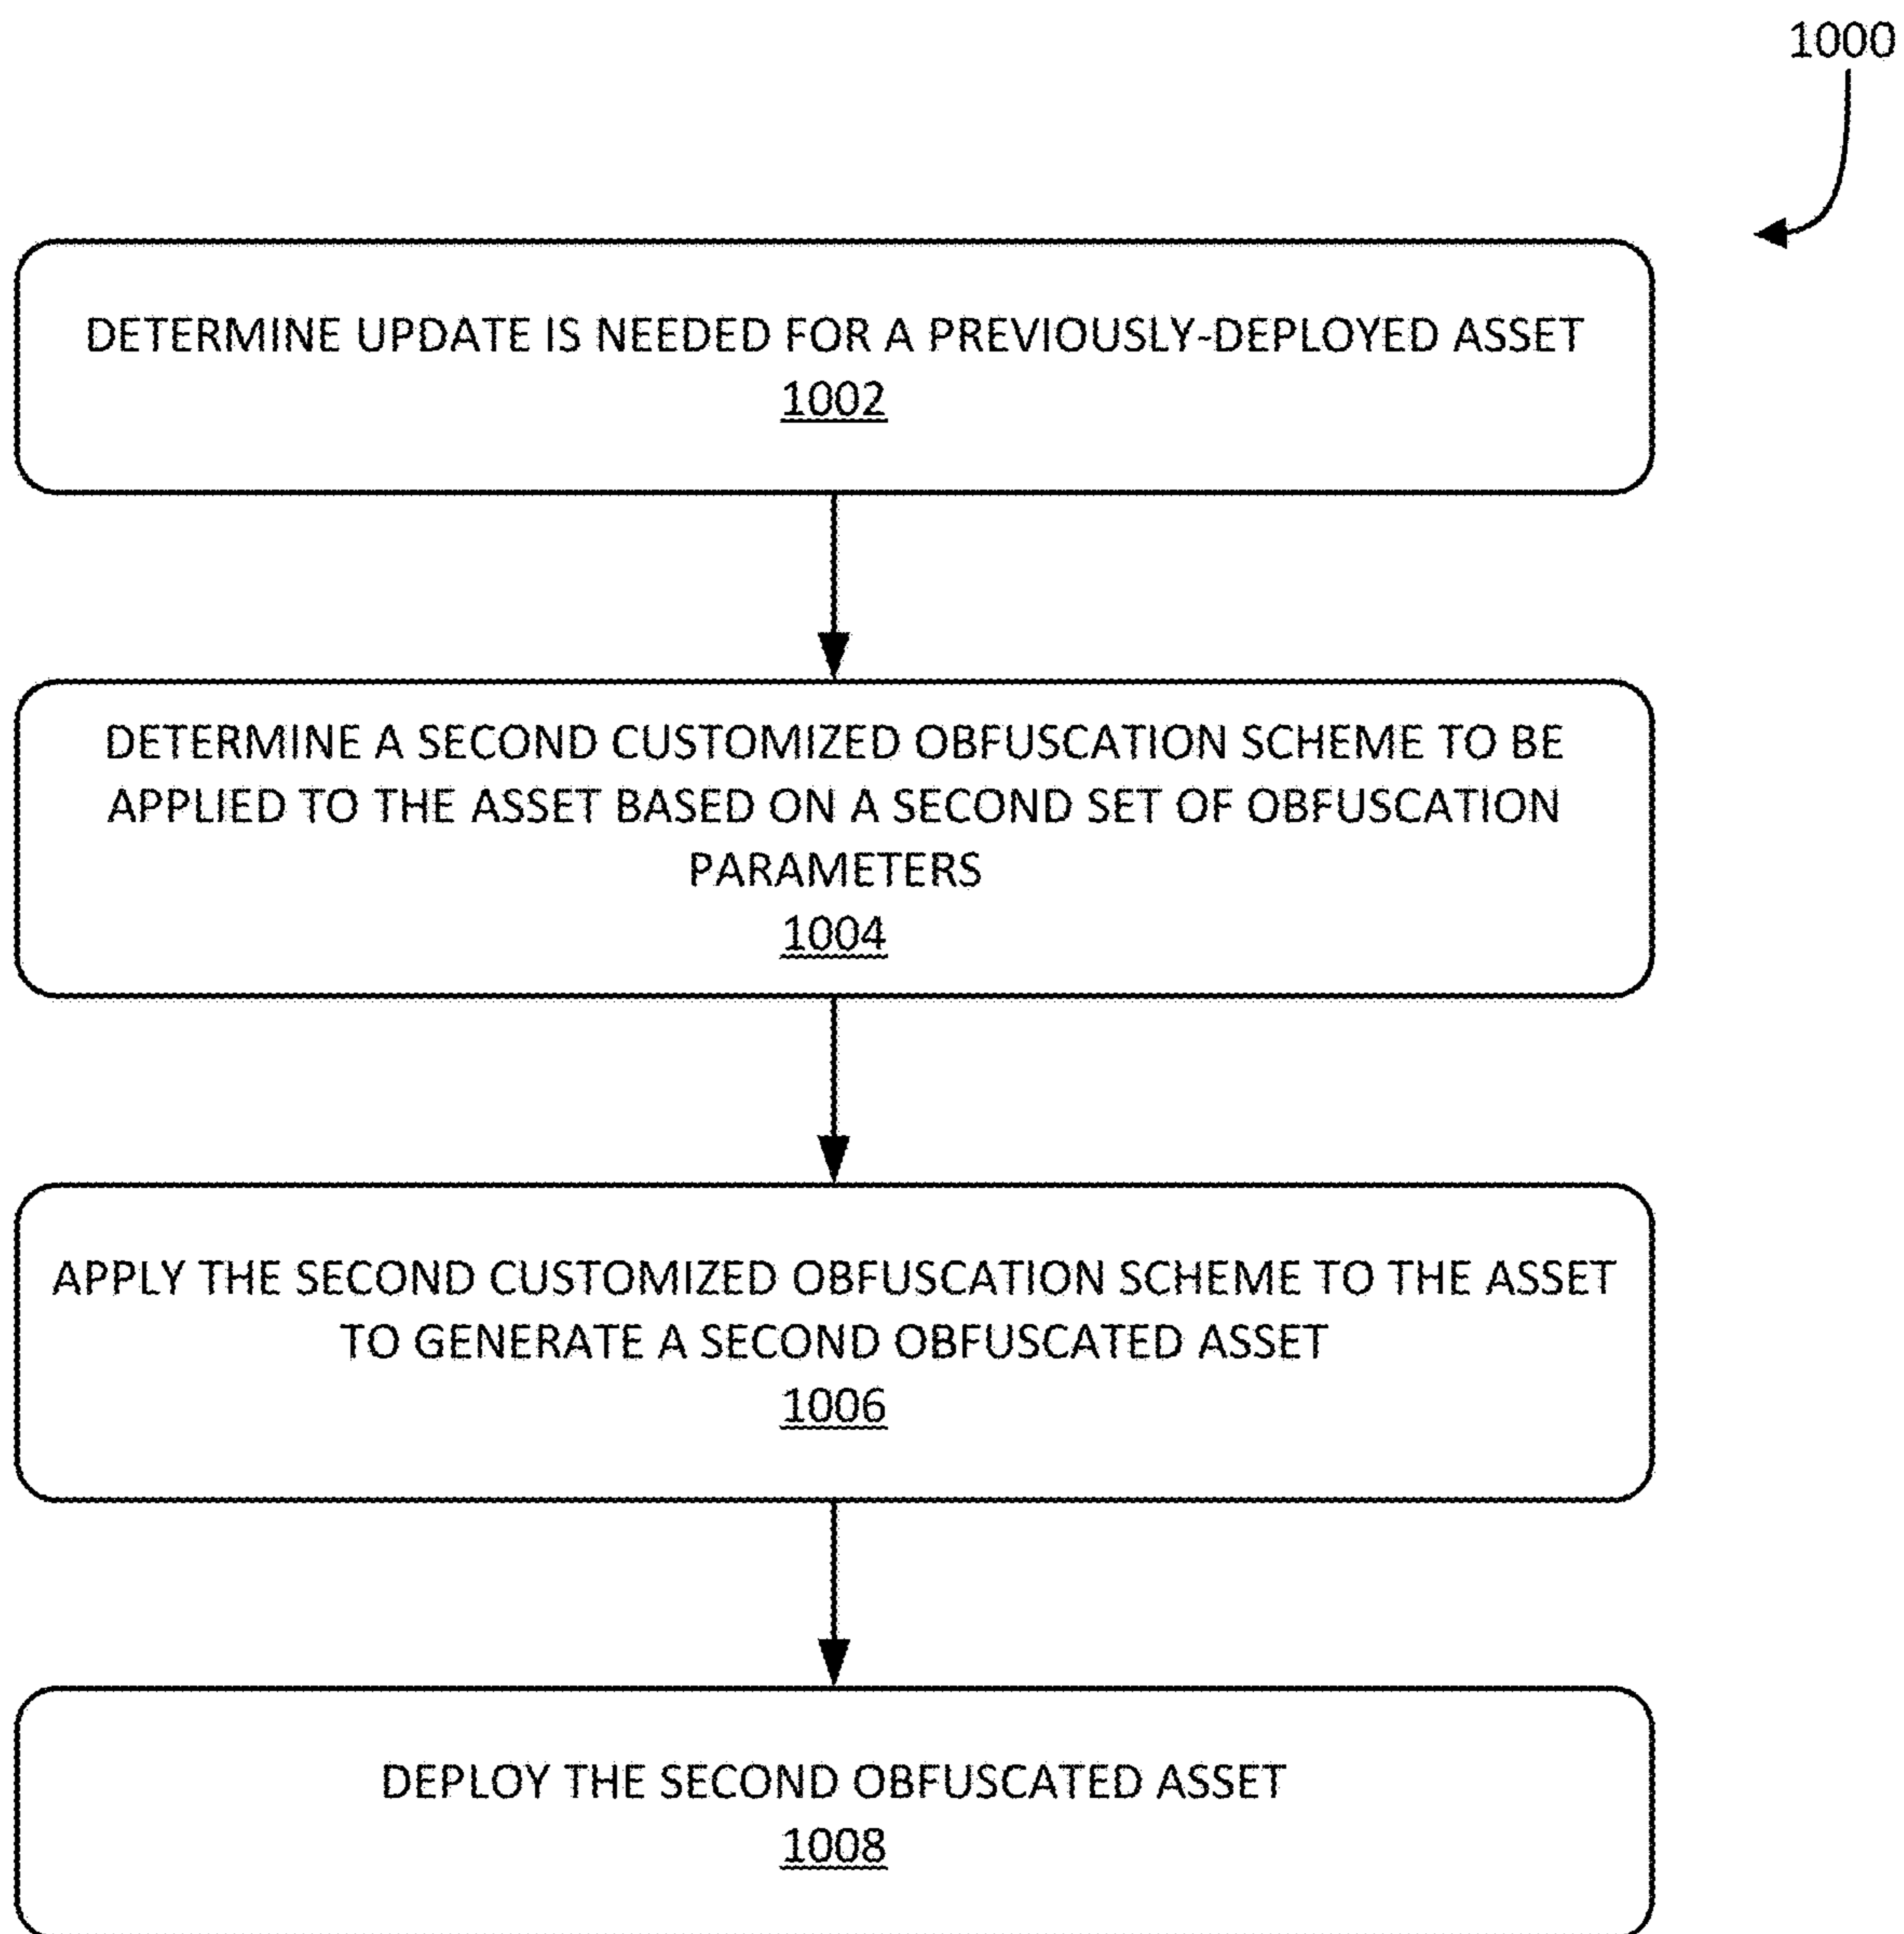 1000
DETERMINE UPDATE IS NEEDED FOR A PREVIOUSLY-DEPLOYED ASSET
1002
DETERMINE A SECOND CUSTOMIZED OBFUSCATION SCHEME TO BE
APPLIED TO THE ASSET BASED ON A SECOND SET OF OBFUSCATION
PARAMETERS
1004
APPLY THE SECOND CUSTOMIZED OBFUSCATION SCHEME TO THE ASSET
TO GENERATE A SECOND OBFUSCATED ASSET
1006
DEPLOY THE SECOND OBFUSCATED ASSET
1008